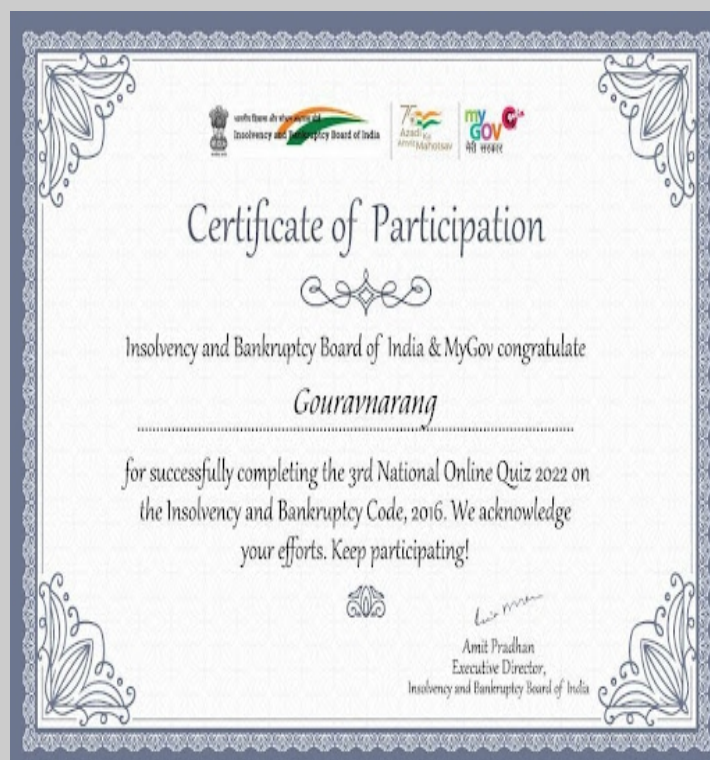 Insolvency and Bankruptcy Board of India
75
Azadi Ka
Amrit Mahotsav
my
GOV
मेरी सरकार
Certificate of Participation
Insolvency and Bankruptcy Board of India & MyGov congratulate
Gouravnarang
for successfully completing the 3rd National Online Quiz 2022 on
the Insolvency and Bankruptcy Code, 2016. We acknowledge
your efforts. Keep participating!
Amit Pradhan
Executive Director,
Insolvency and Bankruptcy Board of India